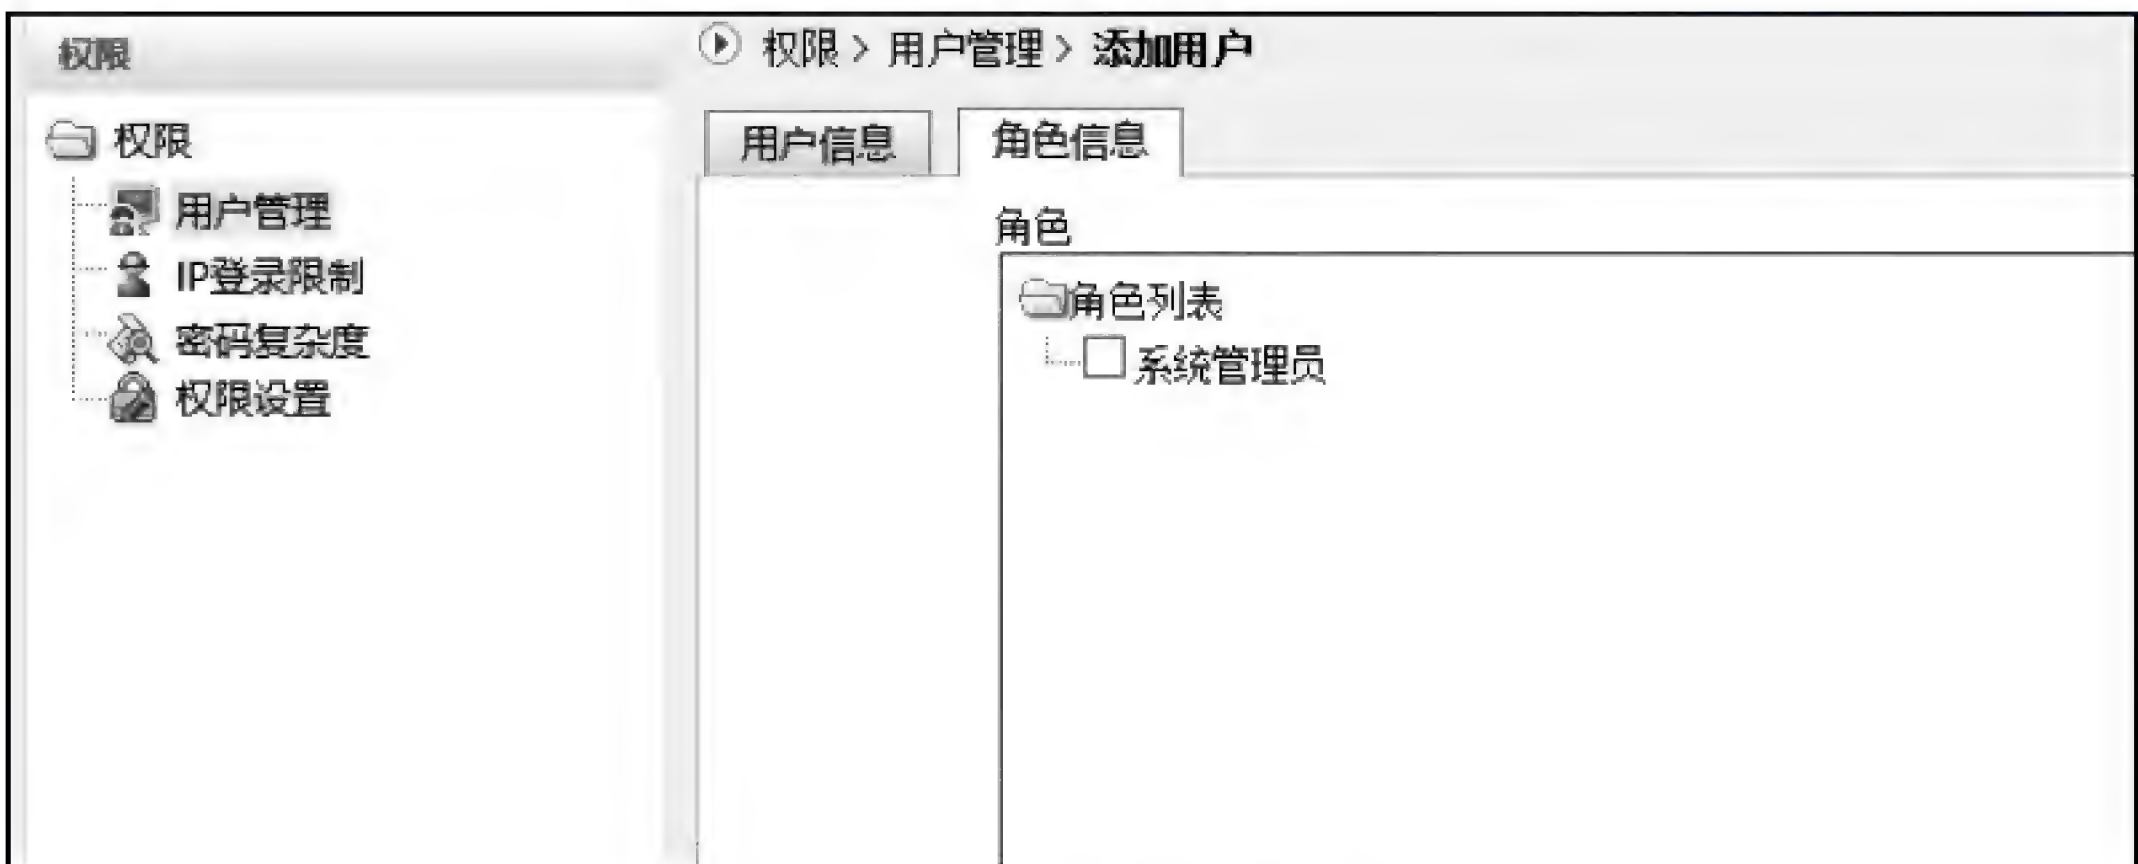 权限
权限
用户管理
IP登录限制
密码复杂度
权限设置
权限 > 用户管理 > 添加用户
用户信息
角色信息
角色
角色列表
系统管理员